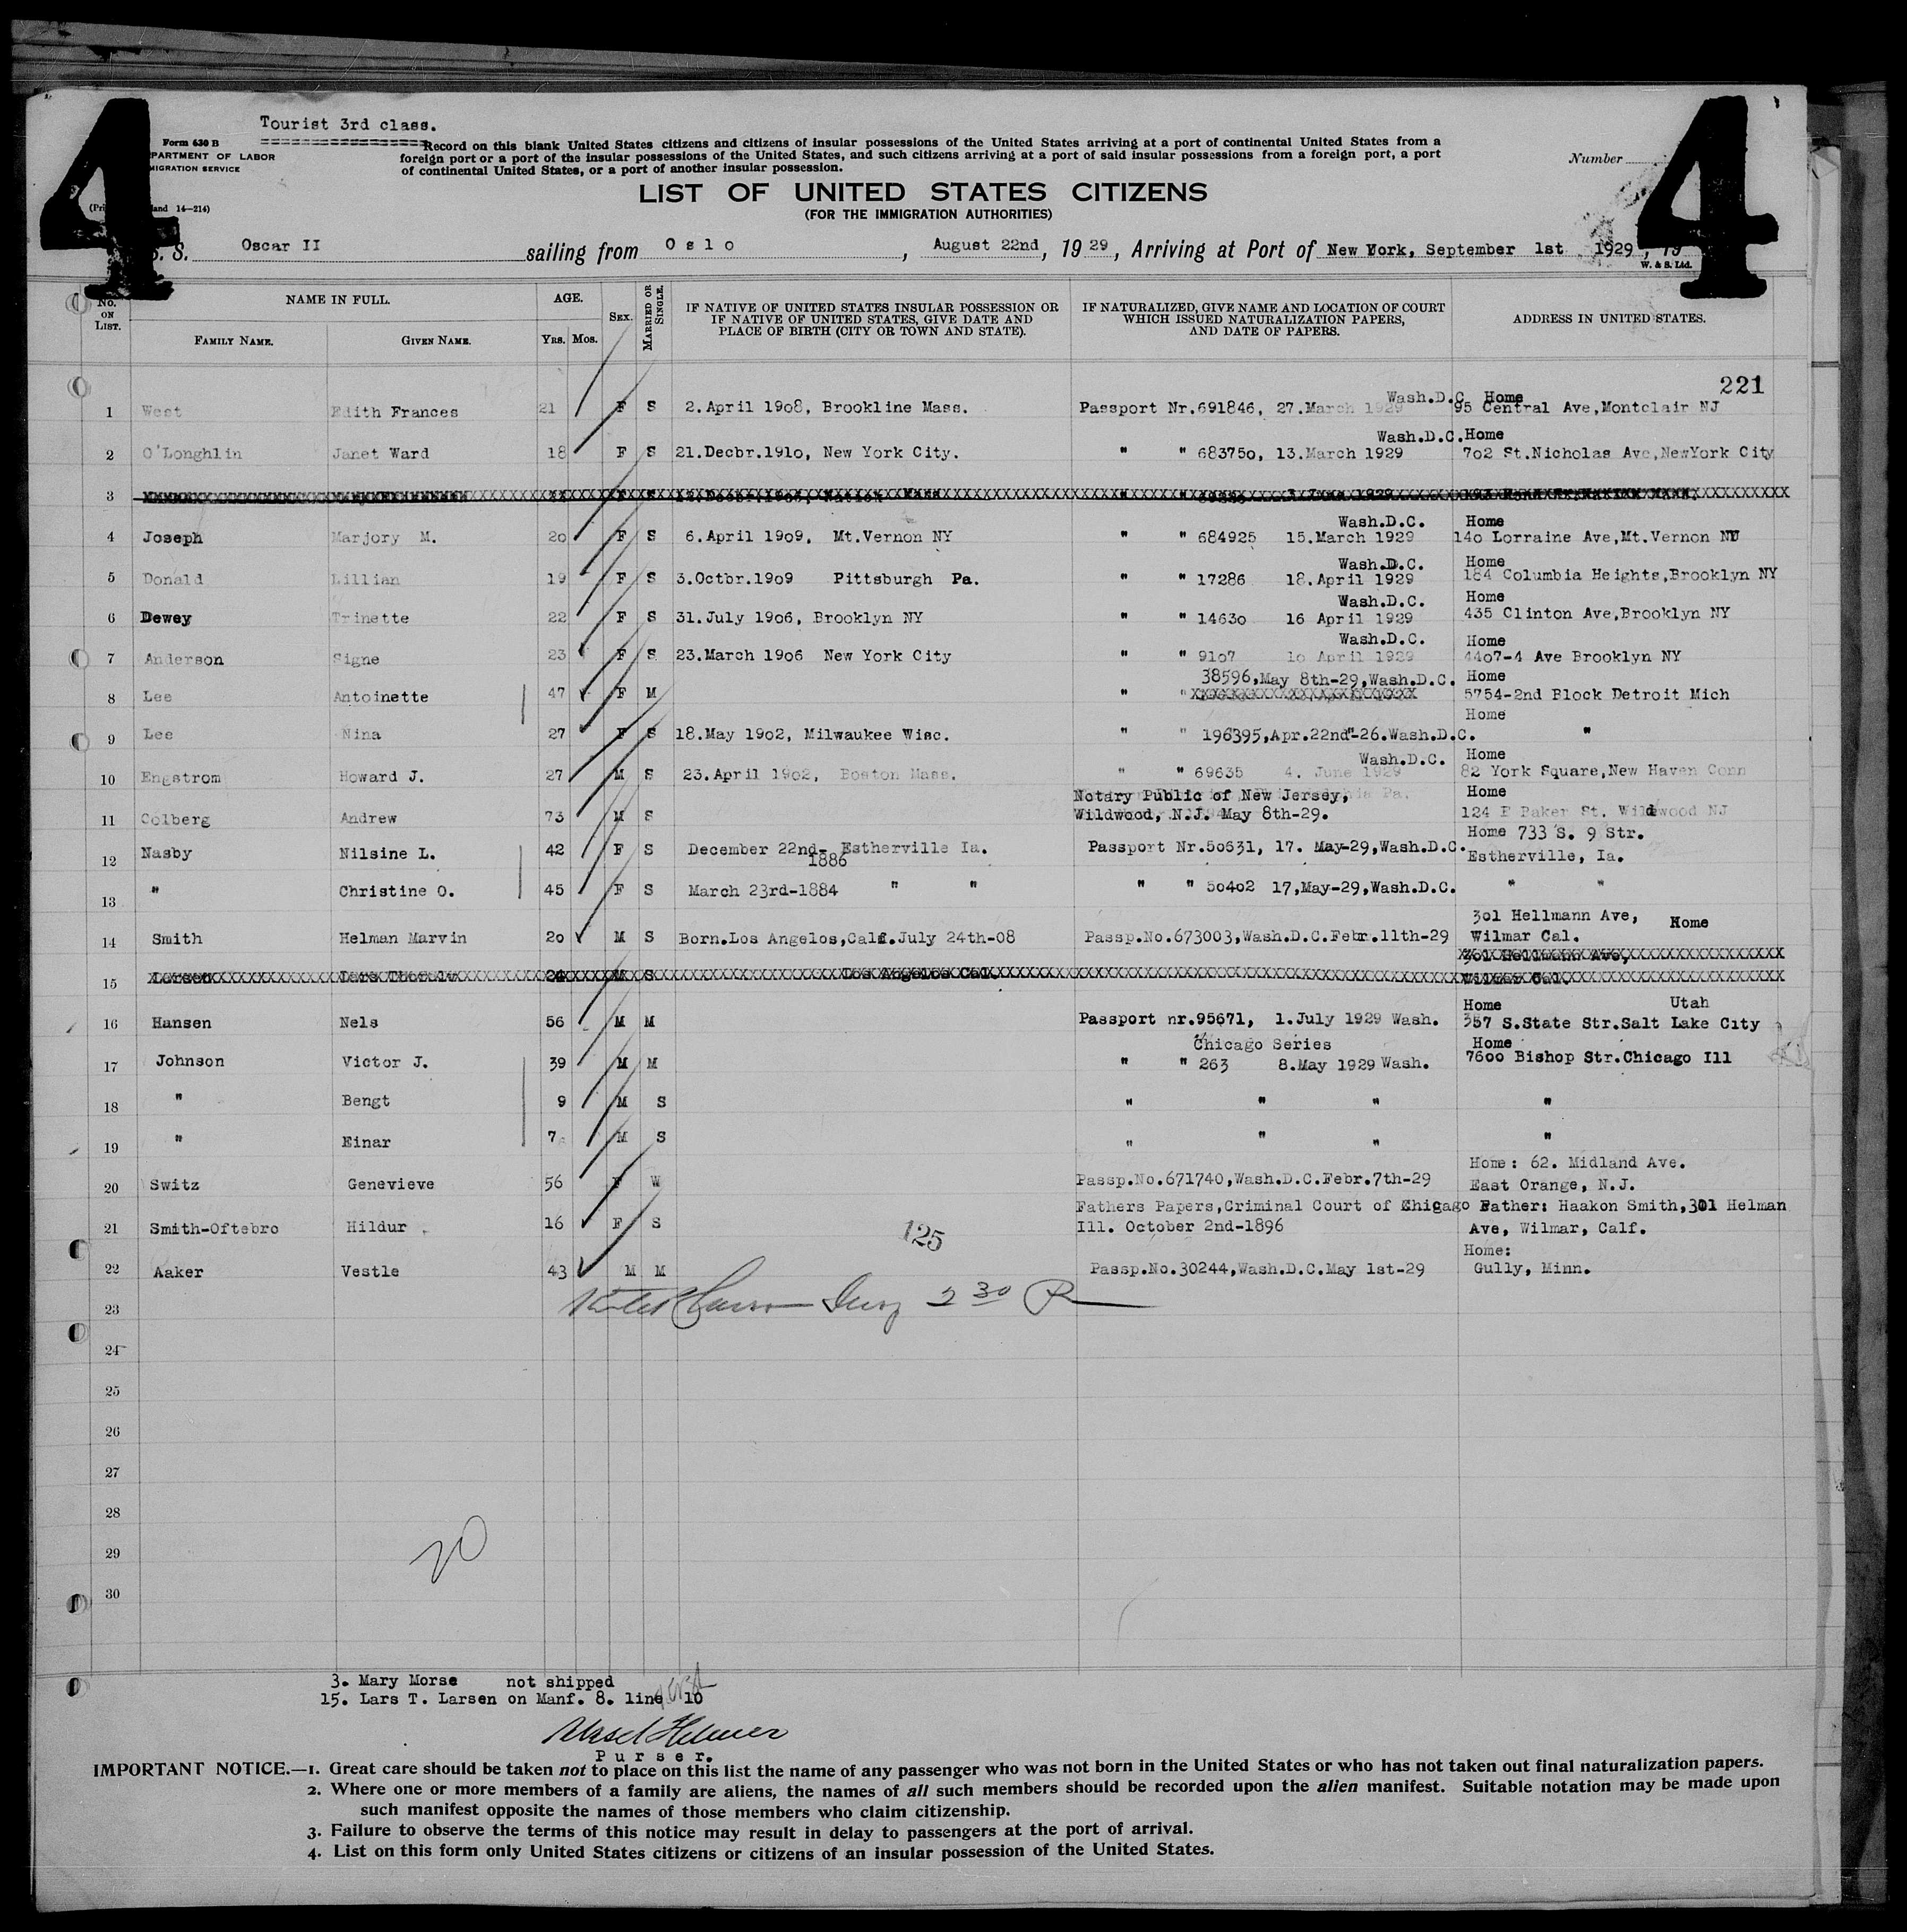 4 4
Tourist 3rd class.
Form 630 B
PARTMENT OF LABOR
MIGRATION SERVICE
Record on this blank United States citizens and citizens of insular possessions of the United States arriving at a port of continental United States from a
foreign port or a port of the insular possessions of the United States, and such citizens arriving at a port of said insular possessions from a foreign port, a port
of continental United States, or a port of another insular possession.
Number
LIST OF UNITED STATES CITIZENS
(FOR THE IMMIGRATION AUTHORITIES)
land 14—214)
S. S. Oscar II sailing from Oslo , August 22nd , 19 29 , Arriving at Port of New York, September 1st 1929 , 19
W. & S. Ltd.
No. ON LIST. NAME IN FULL. FAMILY NAME. GIVEN NAME. AGE. YRS. MOS. SEX. MARRIED OR SINGLE. IF NATIVE OF UNITED STATES INSULAR POSSESSION OR IF NATIVE OF UNITED STATES, GIVE DATE AND PLACE OF BIRTH (CITY OR TOWN AND STATE). IF NATURALIZED, GIVE NAME AND LOCATION OF COURT WHICH ISSUED NATURALIZATION PAPERS, AND DATE OF PAPERS. ADDRESS IN UNITED STATES.
221
Wash.D.C. Home
1 West Edith Frances 21 F S 2.April 1908, Brookline Mass. Passport Nr.691846, 27.March 1929 95 Central Ave,Montclair NJ
Wash.D.C. Home
2 O'Longhlin Janet Ward 18 F S 21.Decbr.1910, New York City. " " 683750, 13.March 1929 702 St.Nicholas Ave,NewYork City
3
Wash.D.C. Home
4 Joseph Marjory M. 20 F S 6.April 1909, Mt.Vernon NY " " 684925 15.March 1929 140 Lorraine Ave,Mt.Vernon NY
Wash.D.C. Home
5 Donald Lillian 19 F S 3.Octbr.1909 Pittsburgh Pa. " " 17286 18.April 1929 184 Columbia Heights,Brooklyn NY
Wash.D.C. Home
6 Dewey Trinette 22 F S 31.July 1906, Brooklyn NY " " 14630 16 April 1929 435 Clinton Ave,Brooklyn NY
Wash.D.C. Home
7 Anderson Signe 23 F S 23.March 1906 New York City " " 9107 10 April 1929 4407-4 Ave Brooklyn NY
38596,May 8th-29,Wash.D.C. Home
8 Lee Antoinette 47 F M " " 5754-2nd Block Detroit Mich
Home
9 Lee Nina 27 F S 18.May 1902, Milwaukee Wisc. " " 196395,Apr.22nd-26.Wash.D.C. "
Wash.D.C. Home
10 Engstrom Howard J. 27 M S 23.April 1902, Boston Mass. " " 69635 4. June 1929 82 York Square,New Haven Conn
Notary Public of New Jersey, Home
11 Colberg Andrew 73 M S Wildwood, N.J. May 8th-29. 124 E Baker St. Wildwood NJ
Home 733 S. 9 Str.
12 Nasby Nilsine L. 42 F S December 22nd- 1886 Estherville Ia. Passport Nr.50631, 17. May-29,Wash.D.C. Estherville, Ia.
13 " Christine O. 45 F S March 23rd-1884 " " " " 50402 17,May-29,Wash.D.C. " "
301 Hellmann Ave, Home
14 Smith Helman Marvin 20 M S Born.Los Angelos,Calf.July 24th-08 Passp.No.673003,Wash.D.C.Febr.11th-29 Wilmar Cal.
301 Hellmann Ave,
15 Larsen Lars Thoralv M S Los Angelos Cal. Wilmar Cal.
Home Utah
16 Hansen Nels 56 M M Passport nr.95671, 1.July 1929 Wash. 357 S.State Str.Salt Lake City
Chicago Series Home
17 Johnson Victor J. 39 M M " " 263 8.May 1929 Wash. 7600 Bishop Str.Chicago Ill
18 " Bengt 9 M S " " " "
19 " Einar 7 M S " " " "
Home: 62. Midland Ave.
20 Switz Genevieve 56 F W Passp.No.671740,Wash.D.C.Febr.7th-29 East Orange, N.J.
Fathers Papers,Criminal Court of Chicago Father: Haakon Smith,301 Helman
21 Smith-Oftebro Hildur 16 F S Ill. October 2nd-1896 Ave, Wilmar, Calf.
125
Home:
22 Aaker Vestle 43 M M Passp.No.30244,Wash.D.C.May 1st-29 Gully, Minn.
23 2 30 P
24
25
26
27
28
29
20
30
3. Mary Morse not shipped
15. Lars T. Larsen on Manf. 8. line 10
Purser.
IMPORTANT NOTICE.—1. Great care should be taken not to place on this list the name of any passenger who was not born in the United States or who has not taken out final naturalization papers.
2. Where one or more members of a family are aliens, the names of all such members should be recorded upon the alien manifest. Suitable notation may be made upon
such manifest opposite the names of those members who claim citizenship.
3. Failure to observe the terms of this notice may result in delay to passengers at the port of arrival.
4. List on this form only United States citizens or citizens of an insular possession of the United States.